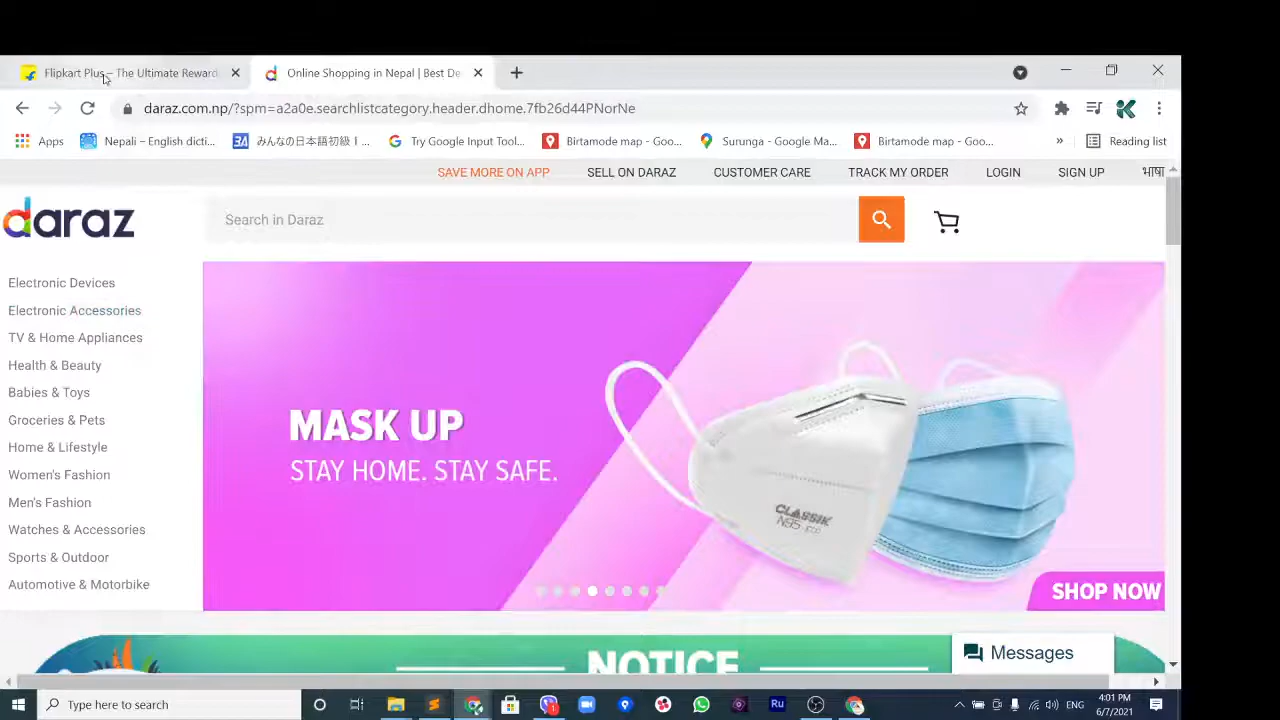 Flipkart Plus – The Ultimate Reward
Online Shopping in Nepal | Best De
daraz.com.np/?spm=a2a0e.searchlistcategory.header.dhome.7fb26d44PNorNe
Apps
Nepali – English dicti...
みんなの日本語初級 I ...
Try Google Input Tool...
Birtamode map - Goo...
Surunga - Google Ma...
Birtamode map - Goo...
»
Reading list
SAVE MORE ON APP
SELL ON DARAZ
CUSTOMER CARE
TRACK MY ORDER
LOGIN
SIGN UP
भाषा
daraz
Search in Daraz
Electronic Devices
Electronic Accessories
TV & Home Appliances
Health & Beauty
Babies & Toys
Groceries & Pets
Home & Lifestyle
Women's Fashion
Men's Fashion
Watches & Accessories
Sports & Outdoor
Automotive & Motorbike
MASK UP
STAY HOME. STAY SAFE.
CLASSIK
N95
SHOP NOW
NOTICE
Messages
Type here to search
Ru
ENG
4:01 PM
6/7/2021